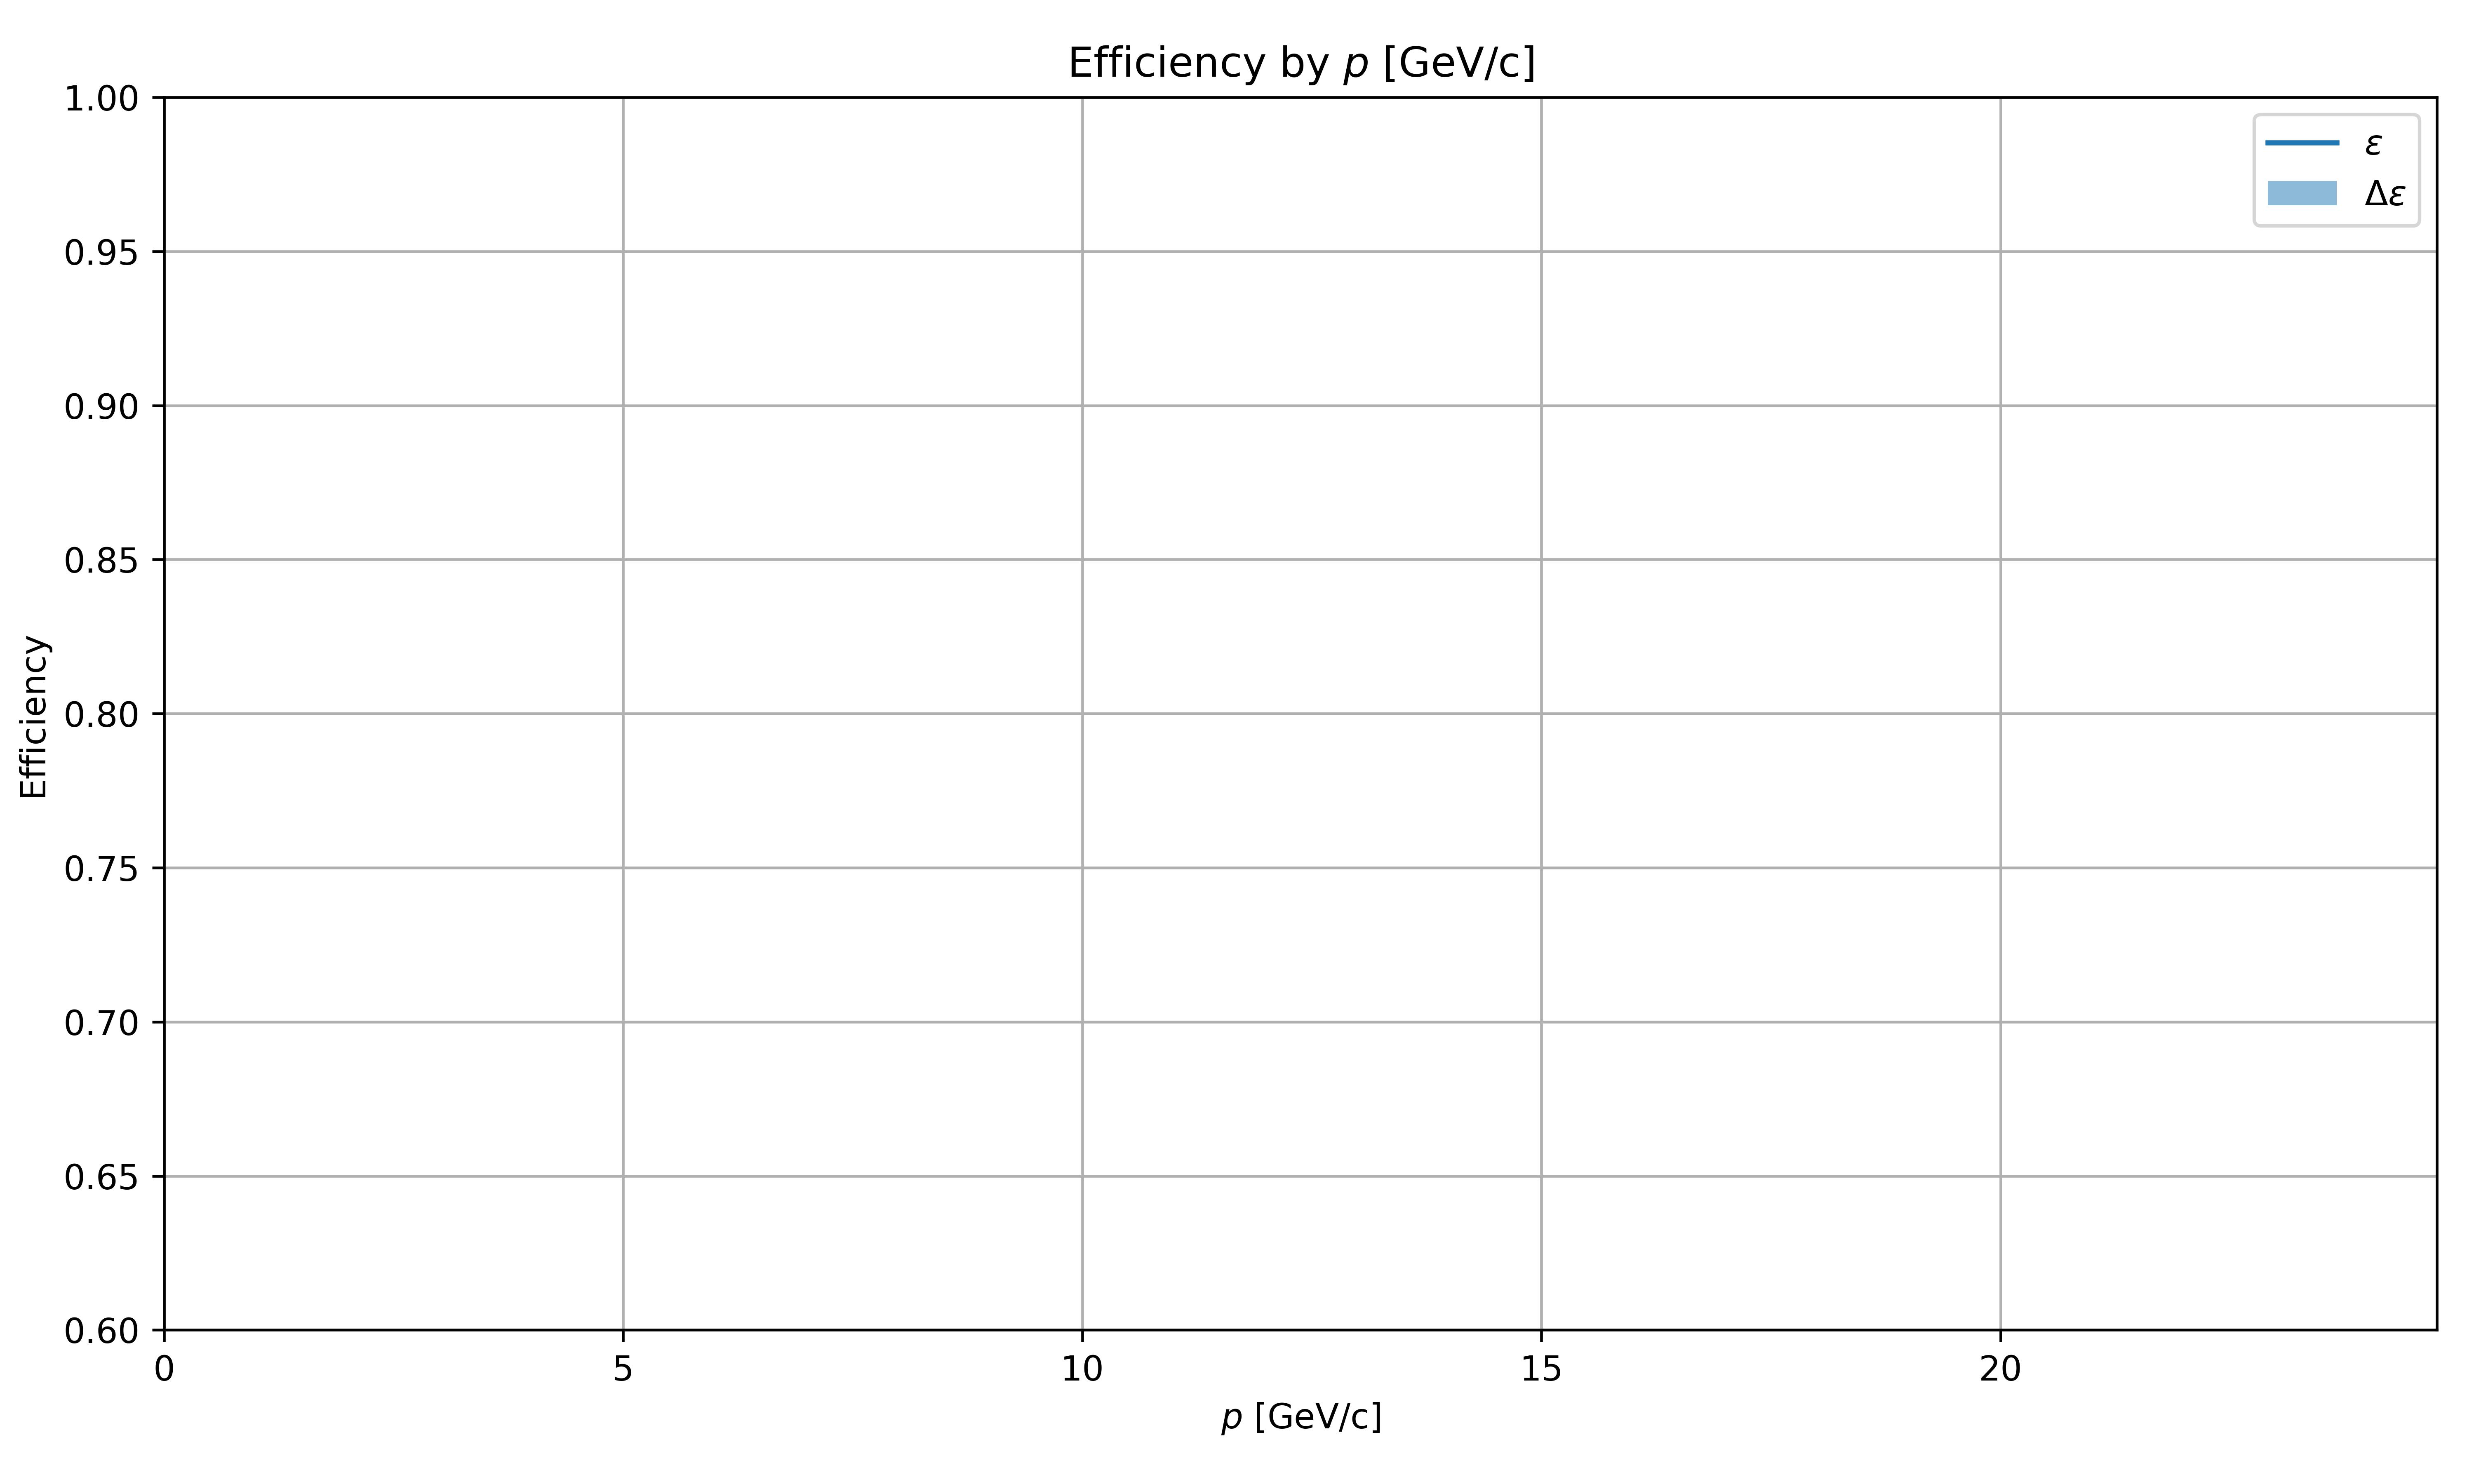 Efficiency by p [GeV/c]
1.00
0.95
0.90
0.85
0.80
0.75
0.70
0.65
0.60
Efficiency
ε
Δε
0 5 10 15 20
p [GeV/c]